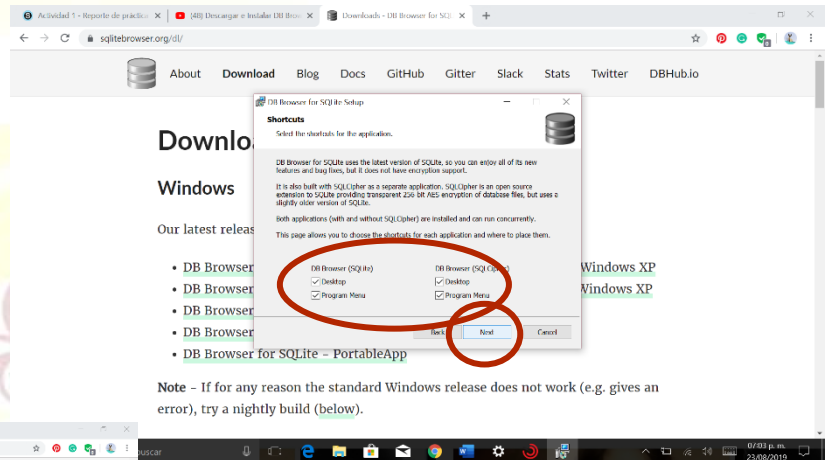 Actividad 1 - Reporte de práctica
(48) Descargar e Instalar DB Brow
Downloads - DB Browser for SQL
sqlitebrowser.org/dl/
About Download Blog Docs GitHub Gitter Slack Stats Twitter DBHub.io
DB Browser for SQLite Setup
Shortcuts
Select the shortcuts for the application.
Downlo
DB Browser for SQLite uses the latest version of SQLite, so you can enjoy all of its new
features and bug fixes, but it does not have encryption support.
Windows
It is also built with SQLCipher as a separate application. SQLCipher is an open source
extension to SQLite providing transparent 256 bit AES encryption of database files, but uses a
slightly older version of SQLite.
Both applications (with and without SQLCipher) are installed and can run concurrently.
Our latest releas
This page allows you to choose the shortcuts for each application and where to place them.
DB Browser (SQLite) DB Browser (SQLCipher)
Desktop Desktop
Program Menu Program Menu
DB Browser Windows XP
DB Browser Windows XP
DB Browser
DB Browser
Back Next Cancel
DB Browser for SQLite - PortableApp
Note - If for any reason the standard Windows release does not work (e.g. gives an
error), try a nightly build (below).
buscar
07:03 p. m.
23/08/2019